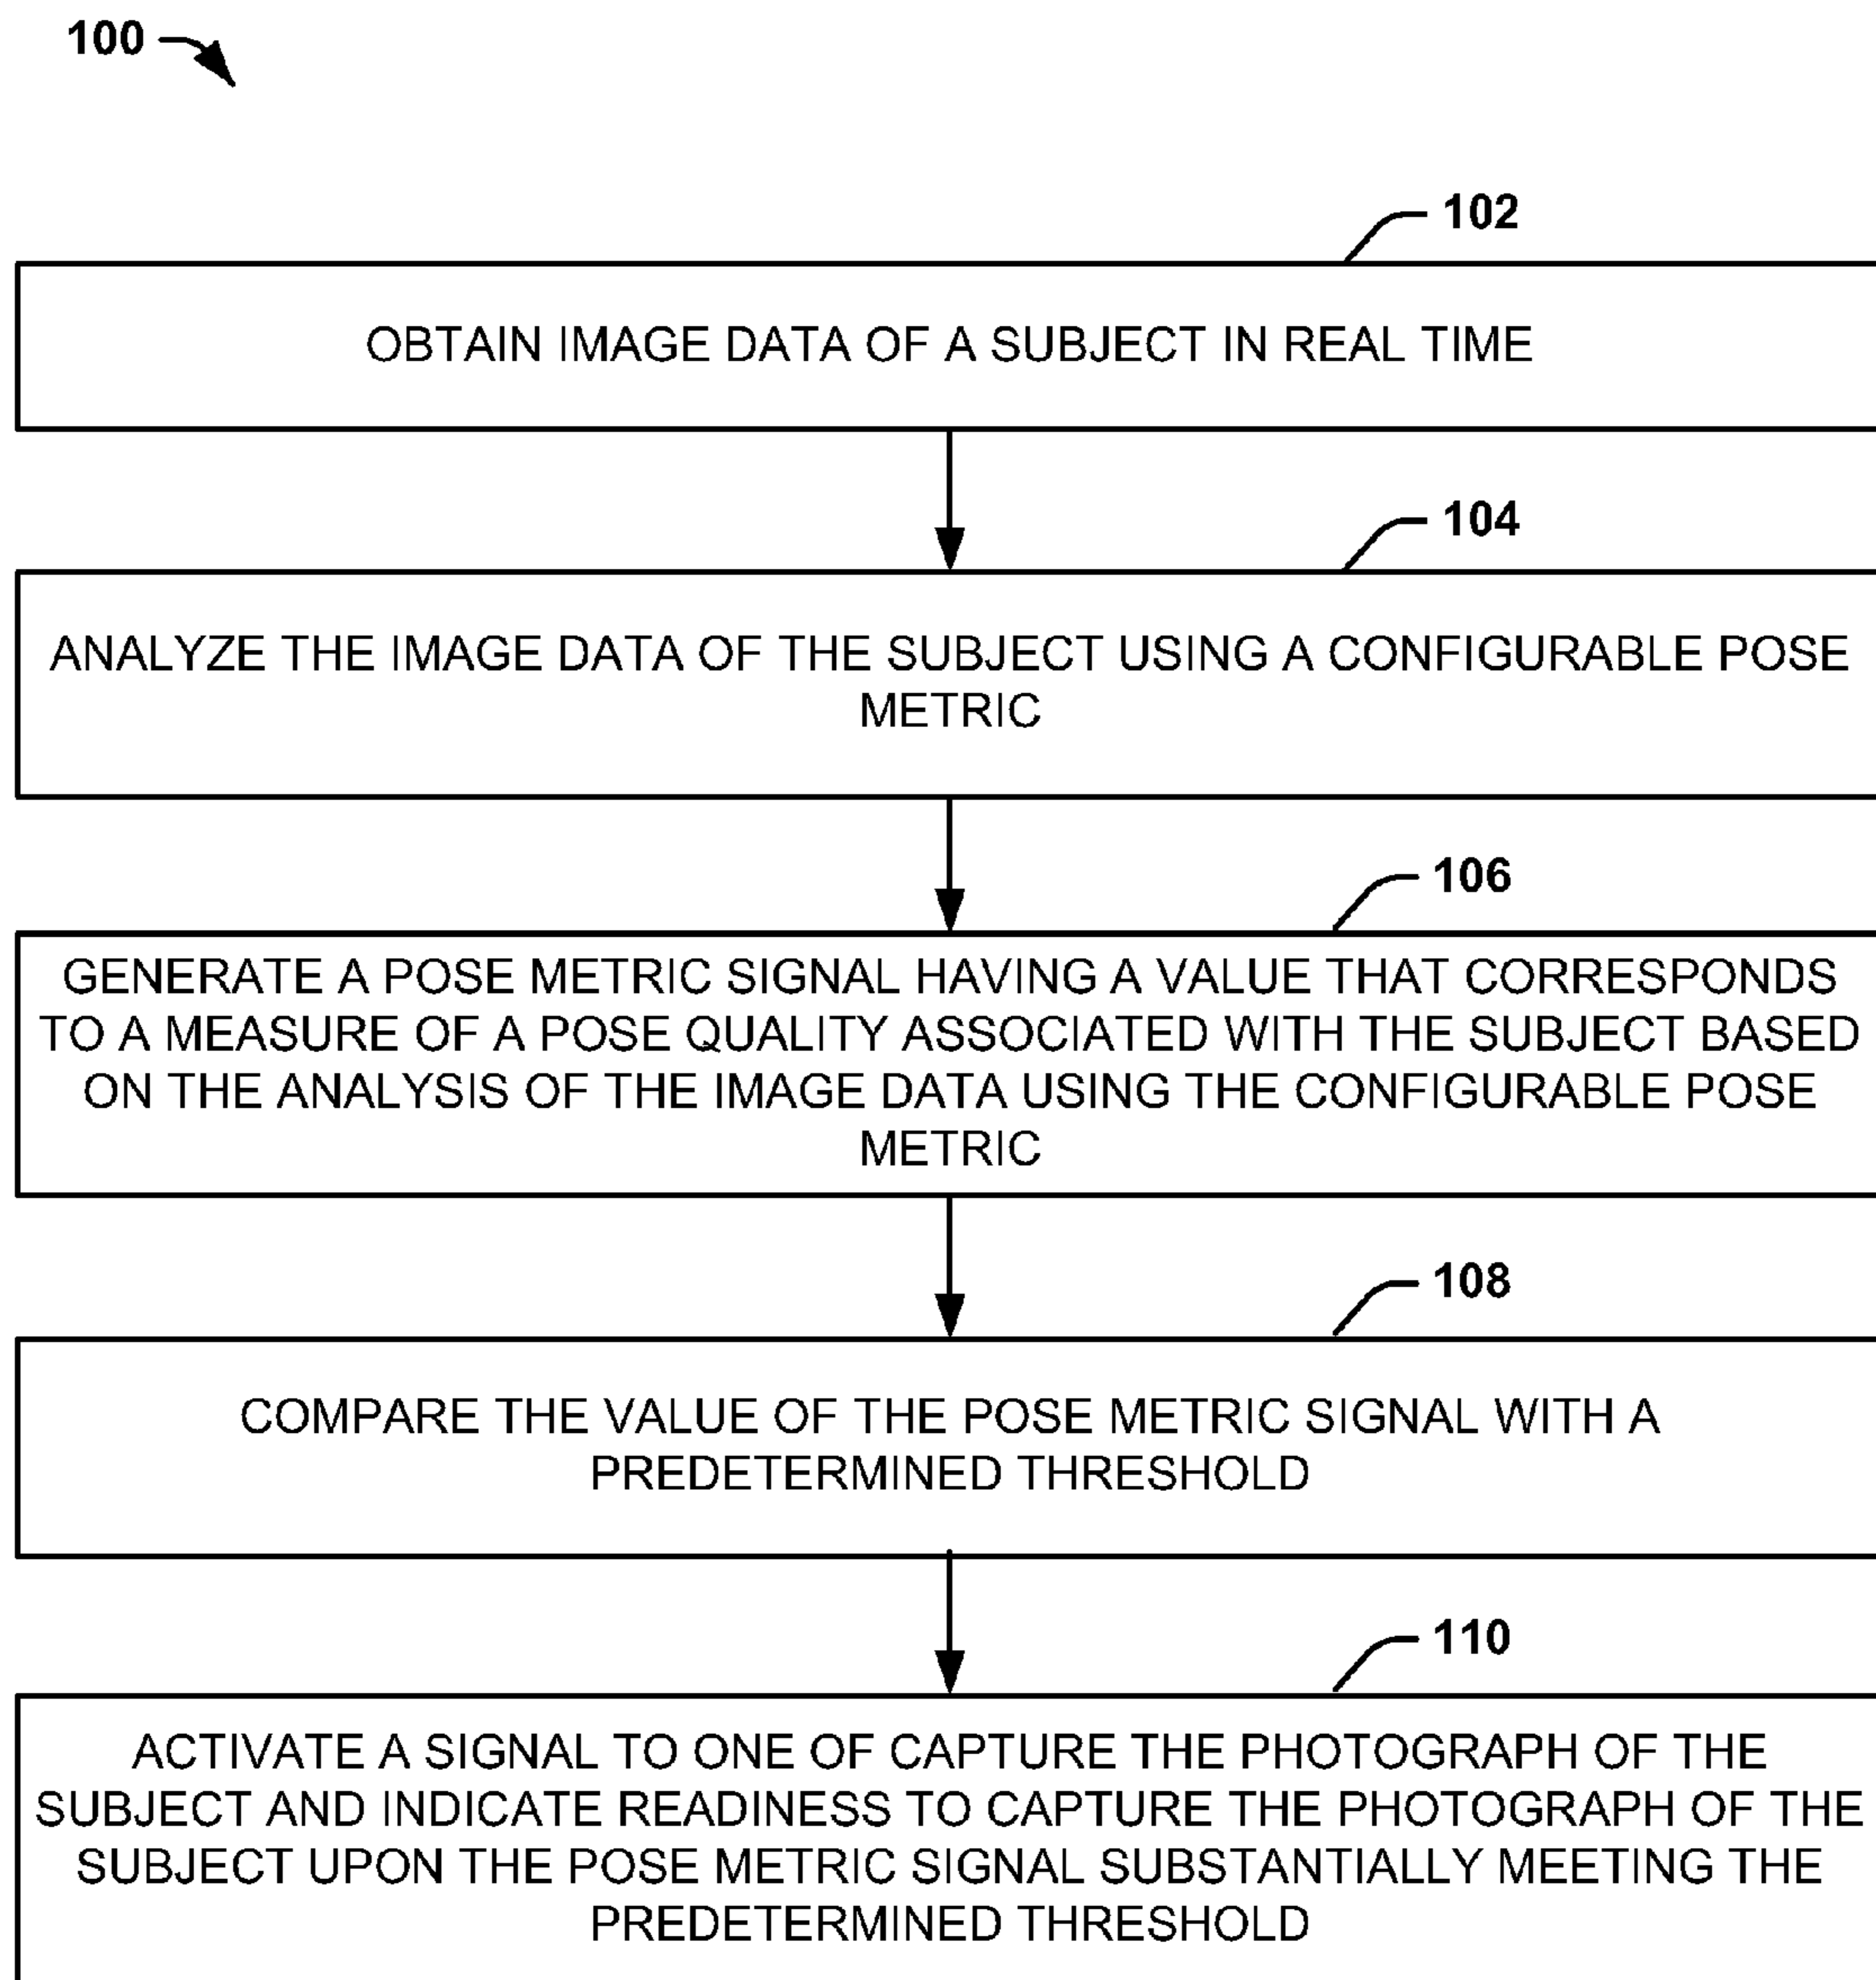 100
102
OBTAIN IMAGE DATA OF A SUBJECT IN REAL TIME
104
ANALYZE THE IMAGE DATA OF THE SUBJECT USING A CONFIGURABLE POSE
METRIC
106
GENERATE A POSE METRIC SIGNAL HAVING A VALUE THAT CORRESPONDS
TO A MEASURE OF A POSE QUALITY ASSOCIATED WITH THE SUBJECT BASED
ON THE ANALYSIS OF THE IMAGE DATA USING THE CONFIGURABLE POSE
METRIC
108
COMPARE THE VALUE OF THE POSE METRIC SIGNAL WITH A
PREDETERMINED THRESHOLD
110
ACTIVATE A SIGNAL TO ONE OF CAPTURE THE PHOTOGRAPH OF THE
SUBJECT AND INDICATE READINESS TO CAPTURE THE PHOTOGRAPH OF THE
SUBJECT UPON THE POSE METRIC SIGNAL SUBSTANTIALLY MEETING THE
PREDETERMINED THRESHOLD